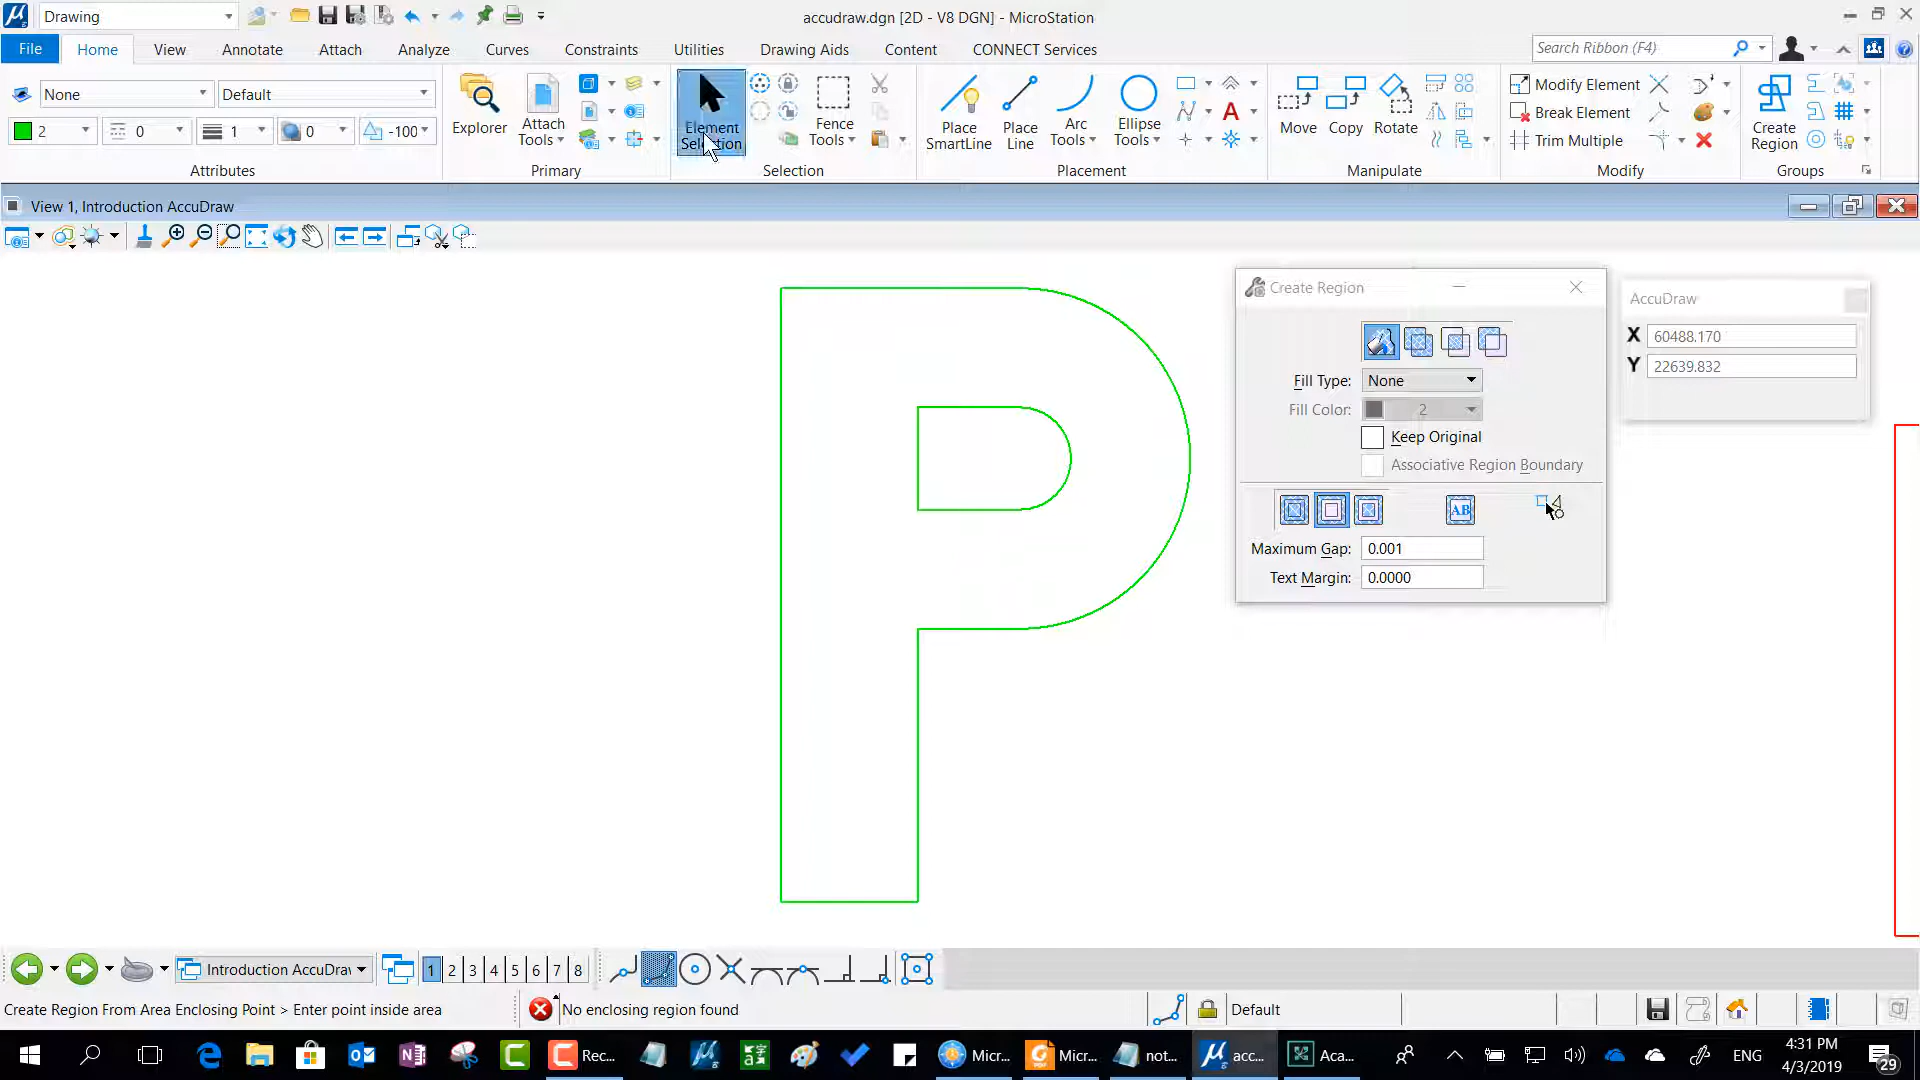 Drawing
accudraw.dgn [2D - V8 DGN] - MicroStation
File Home View Annotate Attach Analyze Curves Constraints Utilities Drawing Aids Content CONNECT Services
Search Ribbon (F4)
None Default
2 0 1 0 -100
Attributes
Explorer
Attach Tools
Primary
Element Selection
Fence Tools
Selection
Place SmartLine
Place Line
Arc Tools
Ellipse Tools
A
Placement
Move Copy Rotate
Manipulate
Modify Element
Break Element
Trim Multiple
Modify
Create Region
Groups
View 1, Introduction AccuDraw
Create Region
Fill Type: None
Fill Color: 2
Keep Original
Associative Region Boundary
AB
Maximum Gap: 0.001
Text Margin: 0.0000
AccuDraw
X 60488.170
Y 22639.832
Introduction AccuDraw
1 2 3 4 5 6 7 8
Create Region From Area Enclosing Point > Enter point inside area
No enclosing region found
Default
Rec... Micr... Micr... not... acc... Aca...
ENG
4:31 PM
4/3/2019
29